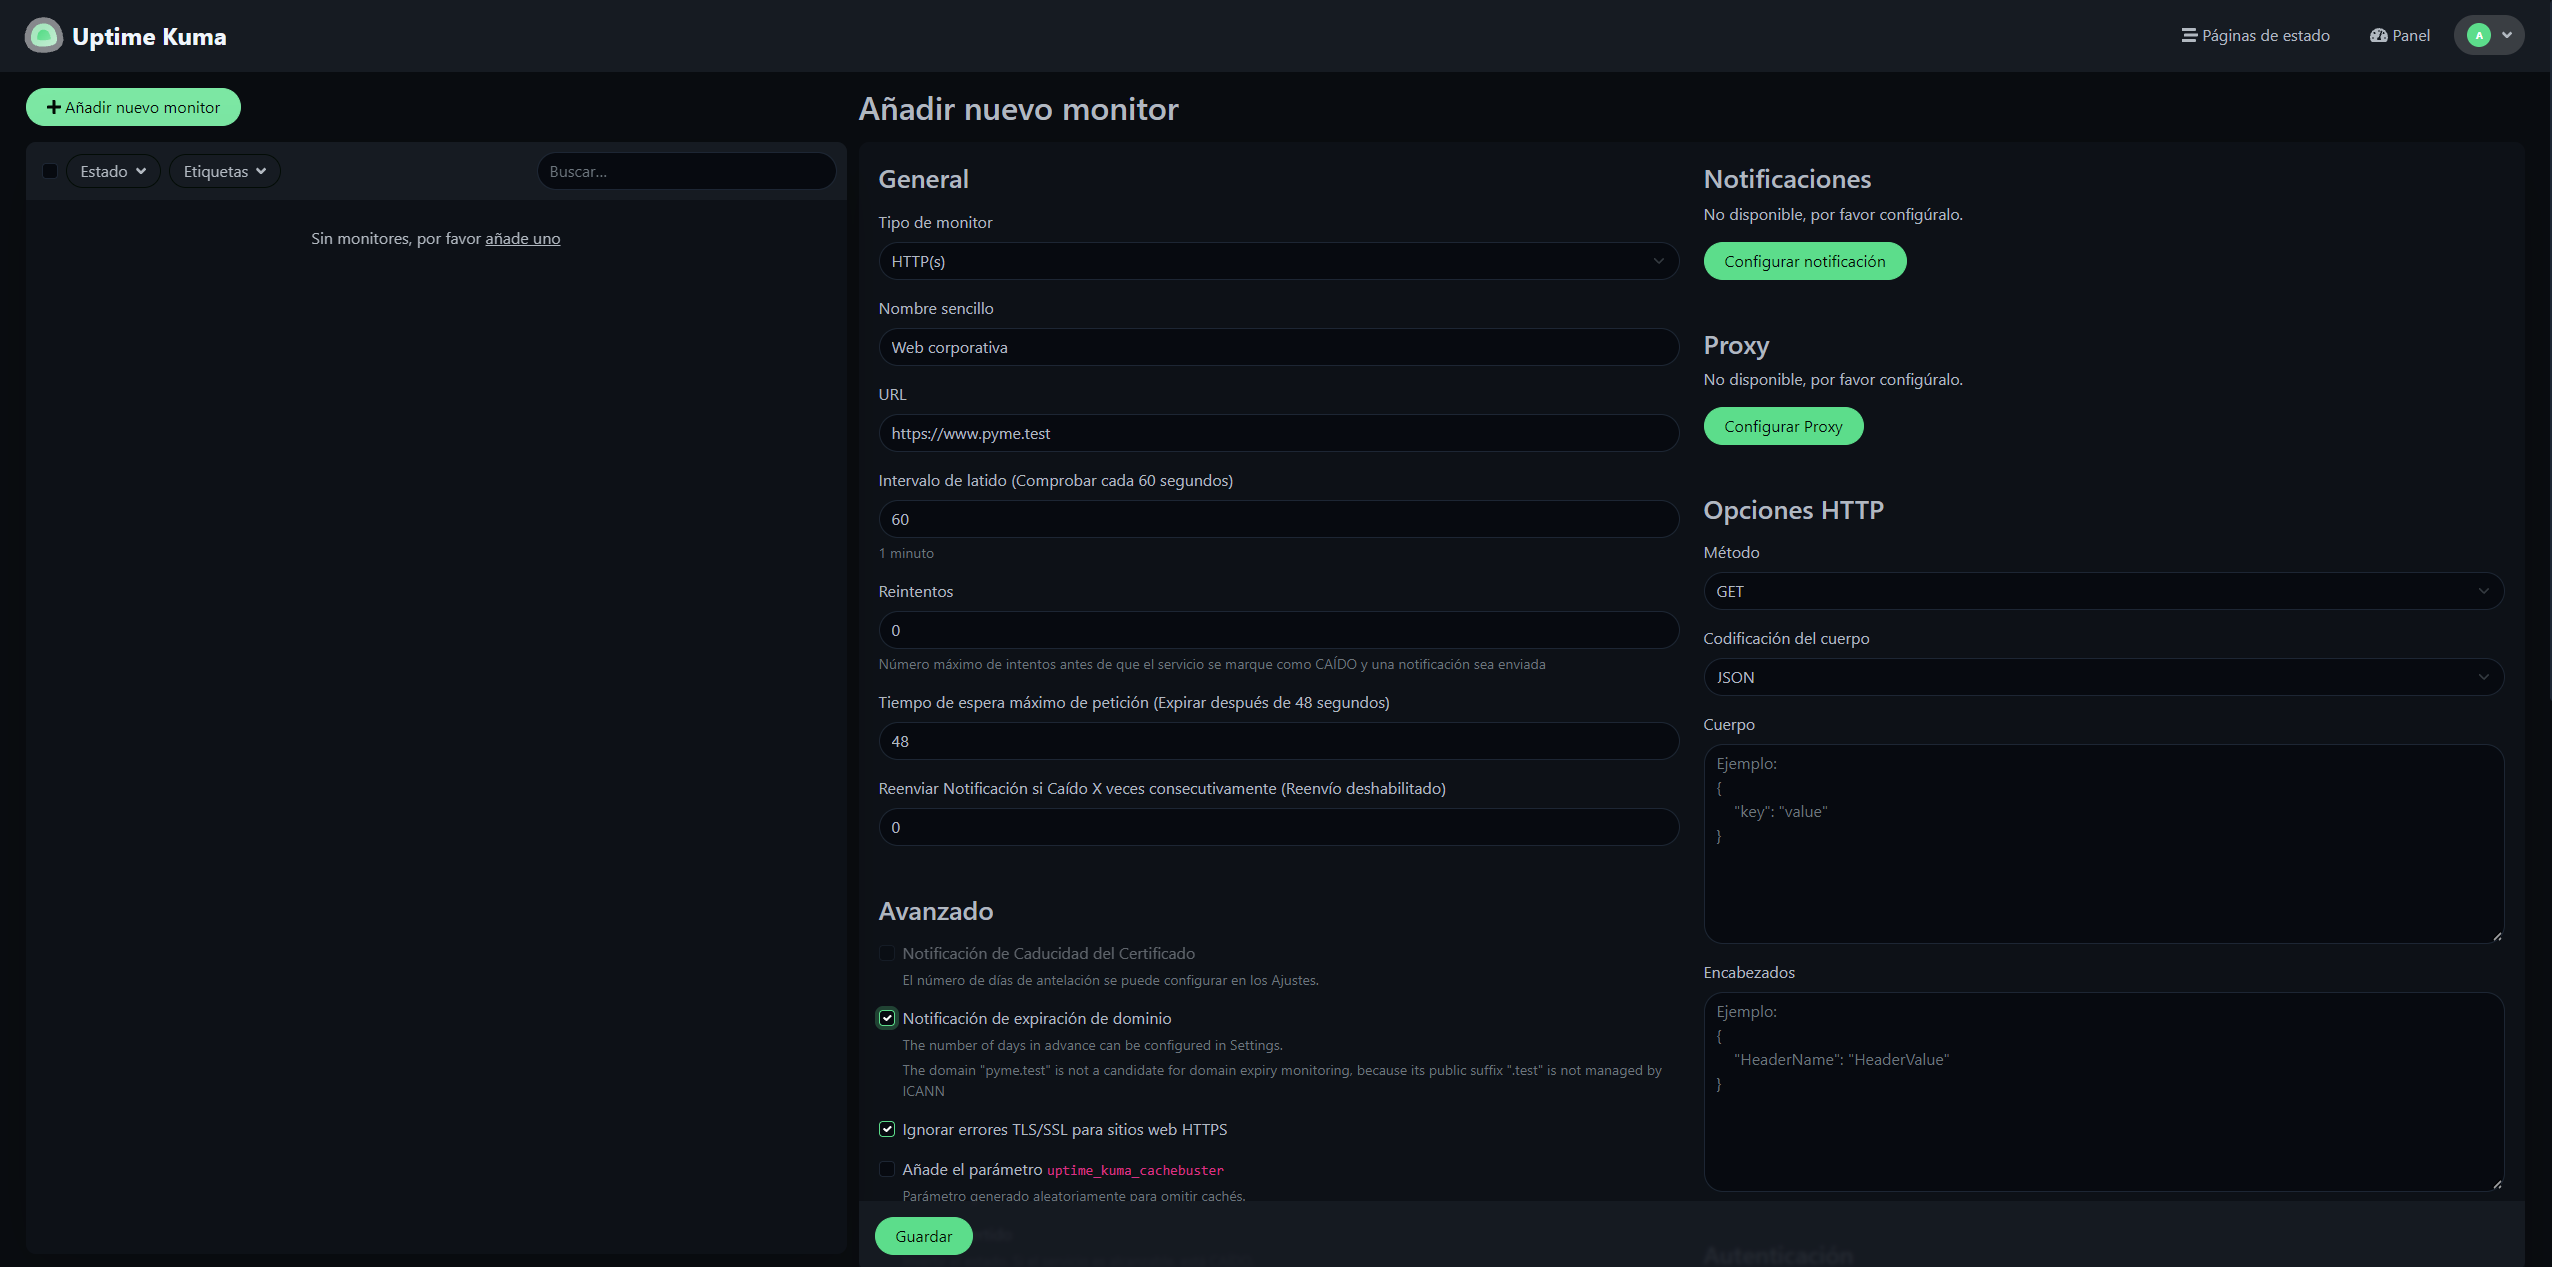 Uptime Kuma
Páginas de estado
Panel
A
Añadir nuevo monitor
Estado
Etiquetas
Buscar...
Sin monitores, por favor añade uno
Añadir nuevo monitor
General
Tipo de monitor
HTTP(s)
Nombre sencillo
Web corporativa
URL
https://www.pyme.test
Intervalo de latido (Comprobar cada 60 segundos)
60
1 minuto
Reintentos
0
Número máximo de intentos antes de que el servicio se marque como CAÍDO y una notificación sea enviada
Tiempo de espera máximo de petición (Expirar después de 48 segundos)
48
Reenviar Notificación si Caído X veces consecutivamente (Reenvío deshabilitado)
0
Avanzado
Notificación de Caducidad del Certificado
El número de días de antelación se puede configurar en los Ajustes.
Notificación de expiración de dominio
The number of days in advance can be configured in Settings.
The domain "pyme.test" is not a candidate for domain expiry monitoring, because its public suffix ".test" is not managed by
ICANN
Ignorar errores TLS/SSL para sitios web HTTPS
Añade el parámetro uptime_kuma_cachebuster
Parámetro generado aleatoriamente para omitir cachés.
Guardar
Notificaciones
No disponible, por favor configúralo.
Configurar notificación
Proxy
No disponible, por favor configúralo.
Configurar Proxy
Opciones HTTP
Método
GET
Codificación del cuerpo
JSON
Cuerpo
Ejemplo:
{
"key": "value"
}
Encabezados
Ejemplo:
{
"HeaderName": "HeaderValue"
}
Autenticación